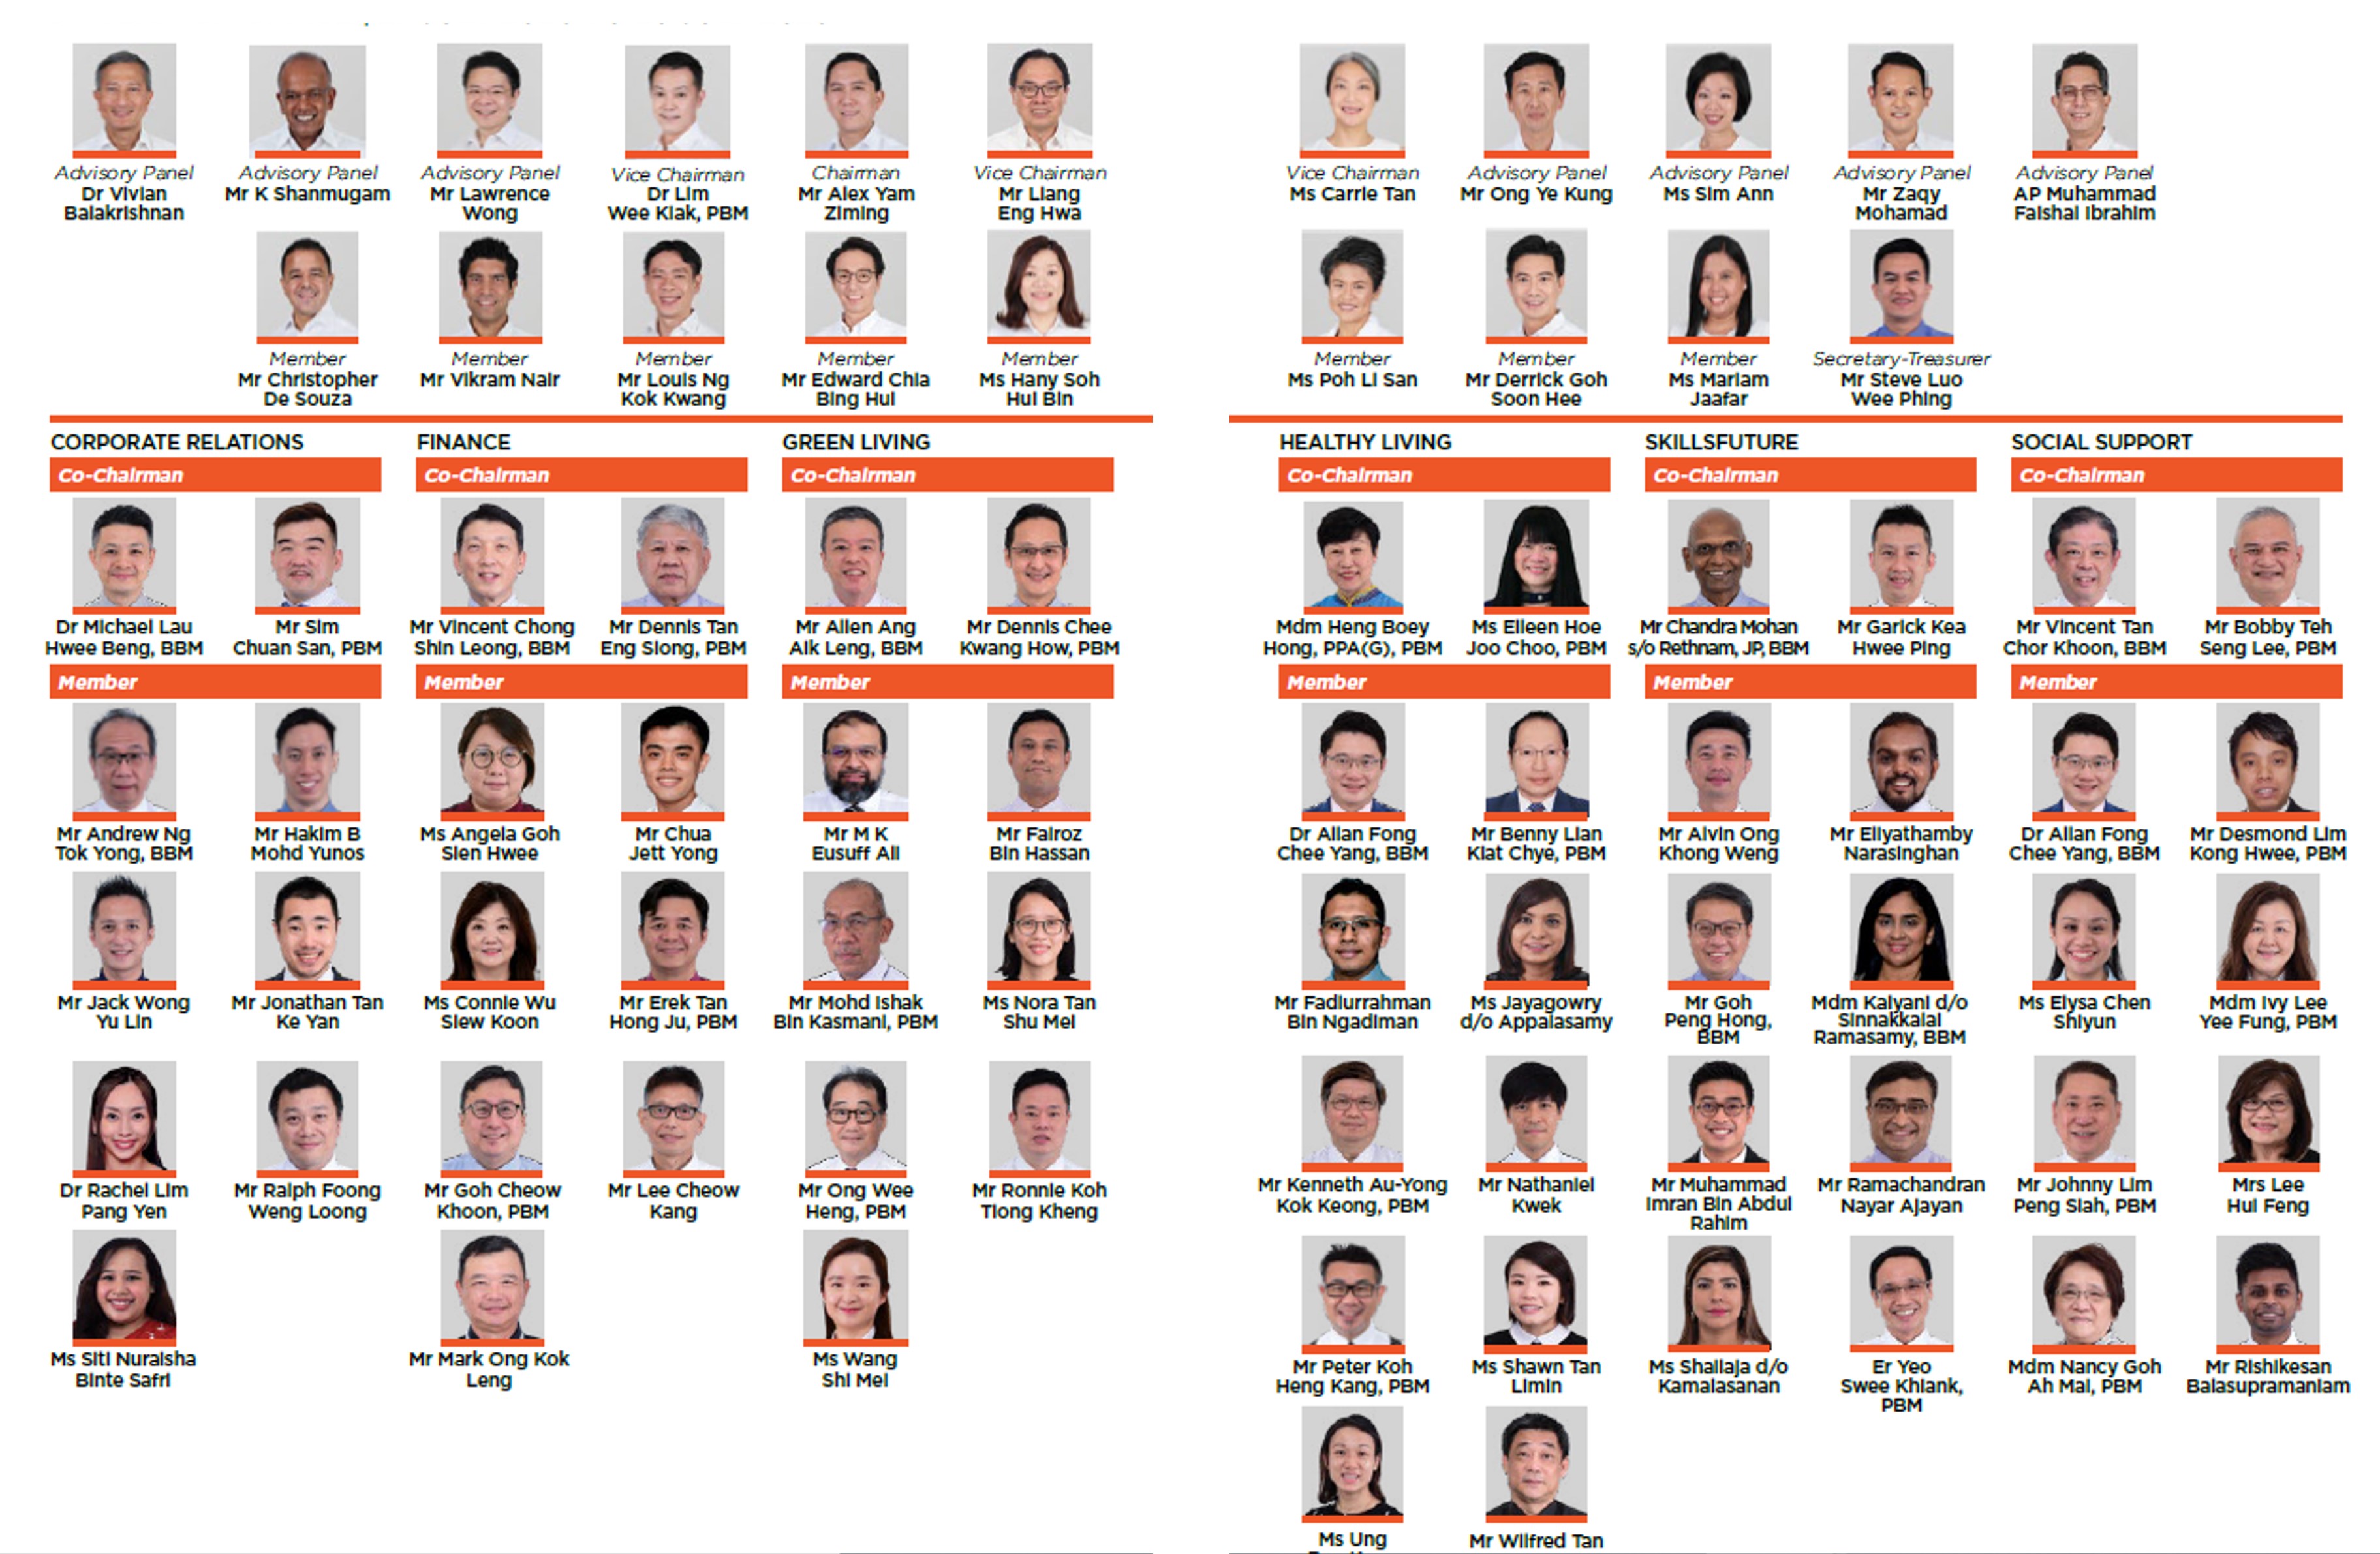 Advisory Panel
Dr Vivian
Balakrishnan
Advisory Panel
Mr K Shanmugam
Advisory Panel
Mr Lawrence
Wong
Vice Chairman
Dr Lim
Wee Kiak, PBM
Chairman
Mr Alex Yam
Ziming
Vice Chairman
Mr Liang
Eng Hwa
Member
Mr Christopher
De Souza
Member
Mr Vikram Nair
Member
Mr Louis Ng
Kok Kwang
Member
Mr Edward Chia
Bing Hui
Member
Ms Hany Soh
Hui Bin
CORPORATE RELATIONS
Co-Chairman
Dr Michael Lau
Hwee Beng, BBM
Mr Sim
Chuan San, PBM
Member
Mr Andrew Ng
Tok Yong, BBM
Mr Hakim B
Mohd Yunos
Mr Jack Wong
Yu Lin
Mr Jonathan Tan
Ke Yan
Dr Rachel Lim
Pang Yen
Mr Ralph Foong
Weng Loong
Ms Siti Nuraisha
Binte Safri
FINANCE
Co-Chairman
Mr Vincent Chong
Shin Leong, BBM
Mr Dennis Tan
Eng Siong, PBM
Member
Ms Angela Goh
Sien Hwee
Mr Chua
Jett Yong
Ms Connie Wu
Siew Koon
Mr Erek Tan
Hong Ju, PBM
Mr Goh Cheow
Khoon, PBM
Mr Lee Cheow
Kang
Mr Mark Ong Kok
Leng
GREEN LIVING
Co-Chairman
Mr Allen Ang
Aik Leng, BBM
Mr Dennis Chee
Kwang How, PBM
Member
Mr M K
Eusuff Ali
Mr Fairoz
Bin Hassan
Mr Mohd Ishak
Bin Kasmani, PBM
Ms Nora Tan
Shu Mei
Mr Ong Wee
Heng, PBM
Mr Ronnie Koh
Tiong Kheng
Ms Wang
Shi Mei
Vice Chairman
Ms Carrie Tan
Advisory Panel
Mr Ong Ye Kung
Advisory Panel
Ms Sim Ann
Advisory Panel
Mr Zaqy
Mohamad
Advisory Panel
AP Muhammad
Faishal Ibrahim
Member
Ms Poh Li San
Member
Mr Derrick Goh
Soon Hee
Member
Ms Mariam
Jaafar
Secretary-Treasurer
Mr Steve Luo
Wee Phing
HEALTHY LIVING
Co-Chairman
Mdm Heng Boey
Hong, PPA(G), PBM
Ms Eileen Hoe
Joo Choo, PBM
Member
Dr Allan Fong
Chee Yang, BBM
Mr Benny Lian
Kiat Chye, PBM
Mr Fadlurrahman
Bin Ngadiman
Ms Jayagowry
d/o Appalasamy
Mr Kenneth Au-Yong
Kok Keong, PBM
Mr Nathaniel
Kwek
Mr Peter Koh
Heng Kang, PBM
Ms Shawn Tan
Limin
Ms Ung
Mr Wilfred Tan
SKILLSFUTURE
Co-Chairman
Mr Chandra Mohan
s/o Rethnam, JP, BBM
Mr Garick Kea
Hwee Ping
Member
Mr Alvin Ong
Khong Weng
Mr Eliyathamby
Narasinghan
Mr Goh
Peng Hong,
BBM
Mdm Kalyani d/o
Sinnakkalai
Ramasamy, BBM
Mr Muhammad
Imran Bin Abdul
Rahim
Mr Ramachandran
Nayar Ajayan
Ms Shailaja d/o
Kamalasanan
Er Yeo
Swee Khiank,
PBM
SOCIAL SUPPORT
Co-Chairman
Mr Vincent Tan
Chor Khoon, BBM
Mr Bobby Teh
Seng Lee, PBM
Member
Dr Allan Fong
Chee Yang, BBM
Mr Desmond Lim
Kong Hwee, PBM
Ms Elysa Chen
Shiyun
Mdm Ivy Lee
Yee Fung, PBM
Mr Johnny Lim
Peng Siah, PBM
Mrs Lee
Hui Feng
Mdm Nancy Goh
Ah Mai, PBM
Mr Rishikesan
Balasupramaniam